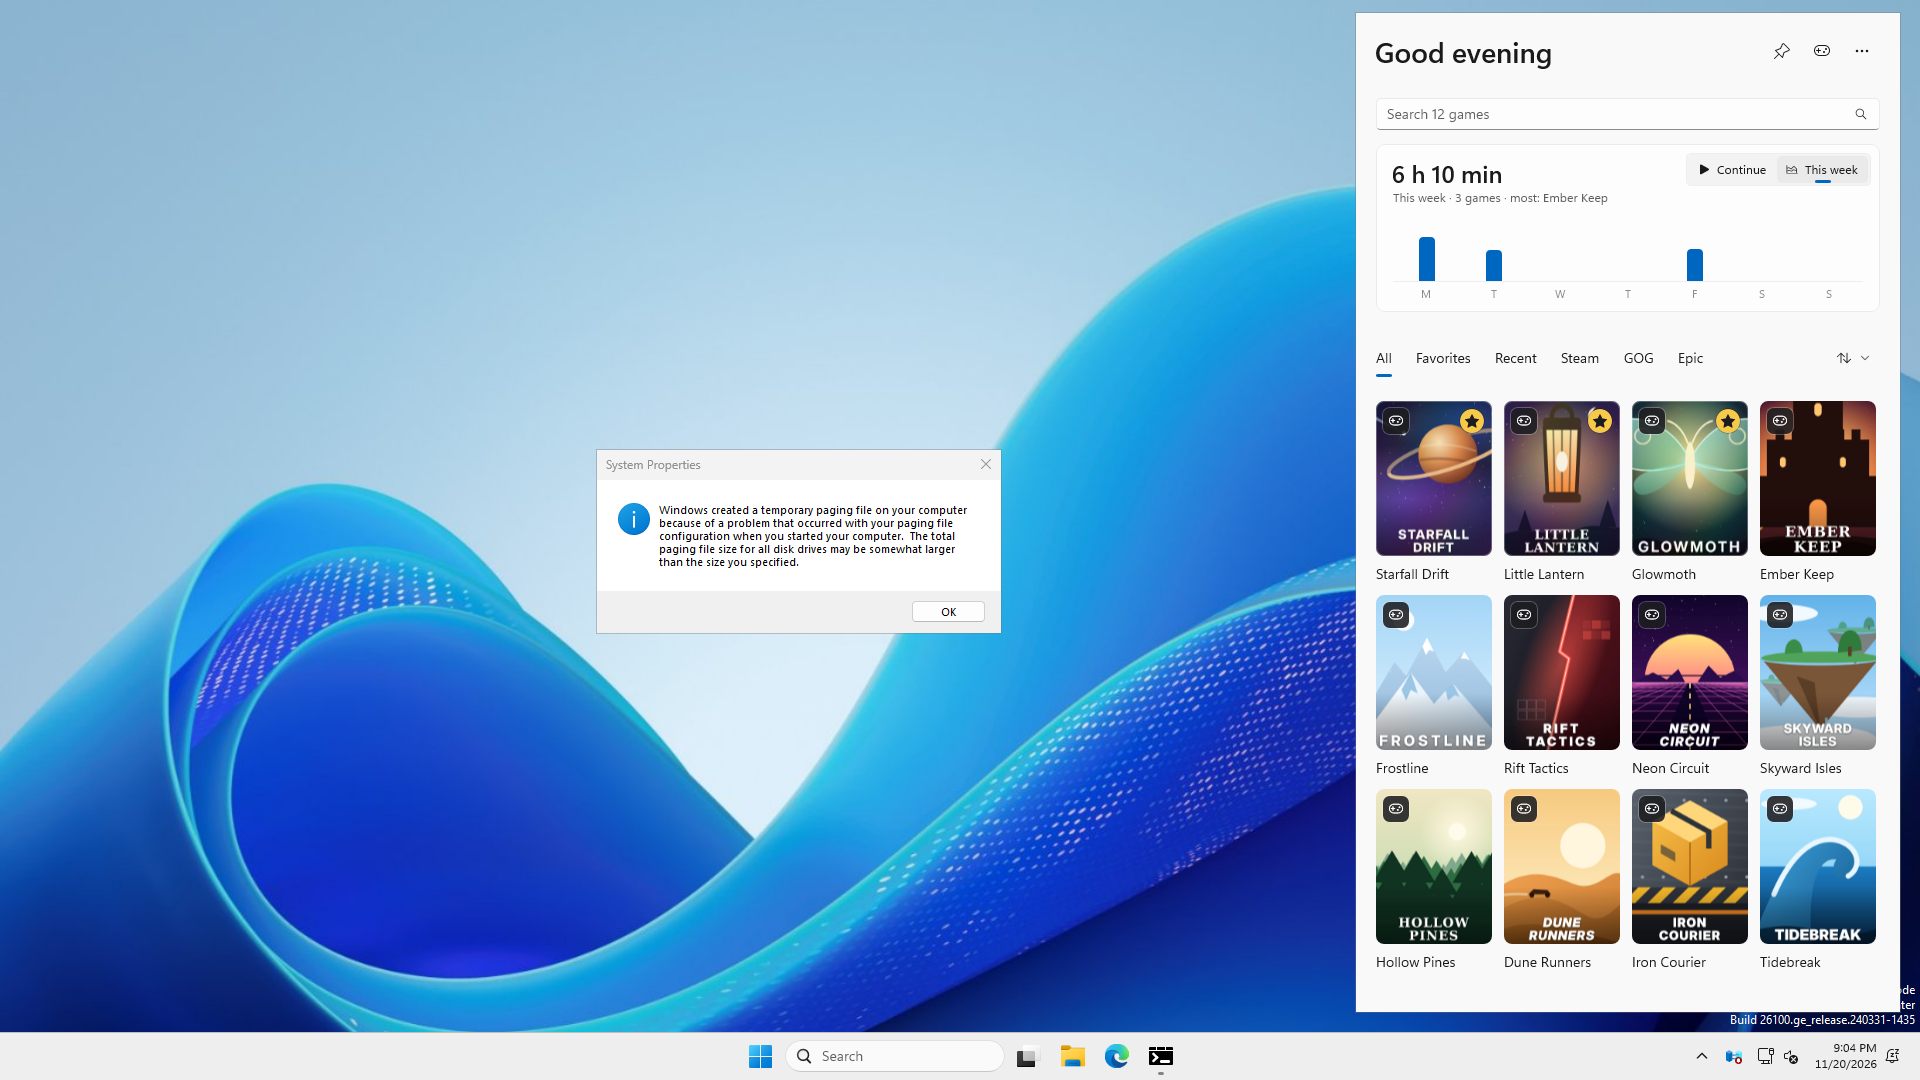 Good evening
Search 12 games
6 h 10 min
Continue
This week
This week · 3 games · most: Ember Keep
M T W T F S S
All Favorites Recent Steam GOG Epic
STARFALL
DRIFT
LITTLE
LANTERN
GLOWMOTH
EMBER
KEEP
Starfall Drift
Little Lantern
Glowmoth
Ember Keep
FROSTLINE
RIFT
TACTICS
NEON
CIRCUIT
SKYWARD
ISLES
Frostline
Rift Tactics
Neon Circuit
Skyward Isles
HOLLOW
PINES
DUNE
RUNNERS
IRON
COURIER
TIDEBREAK
Hollow Pines
Dune Runners
Iron Courier
Tidebreak
System Properties
Windows created a temporary paging file on your computer
because of a problem that occurred with your paging file
configuration when you started your computer. The total
paging file size for all disk drives may be somewhat larger
than the size you specified.
OK
Build 26100.ge_release.240331-1435
Search
9:04 PM
11/20/2026